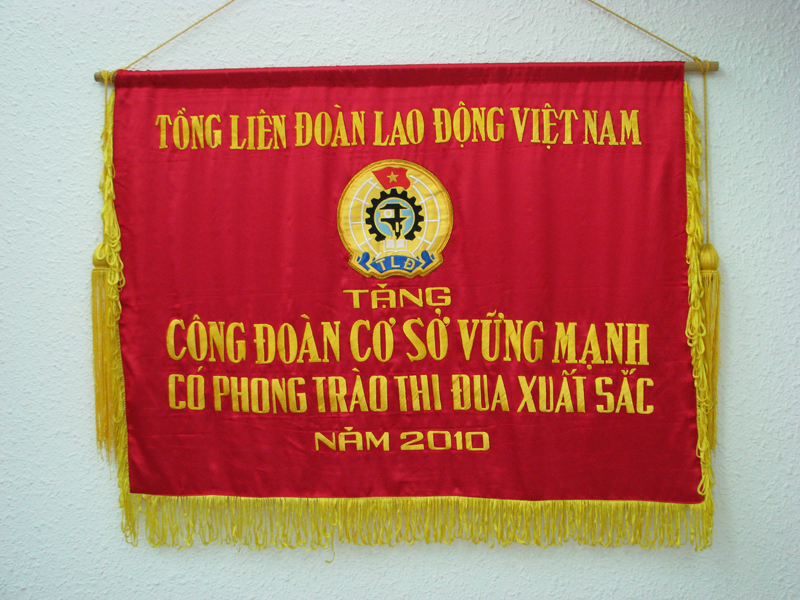 TỔNG LIÊN ĐOÀN LAO ĐỘNG VIỆT NAM
TLĐ
TẶNG
CÔNG ĐOÀN CƠ SỞ VỮNG MẠNH
CÓ PHONG TRÀO THI ĐUA XUẤT SẮC
NĂM 2010